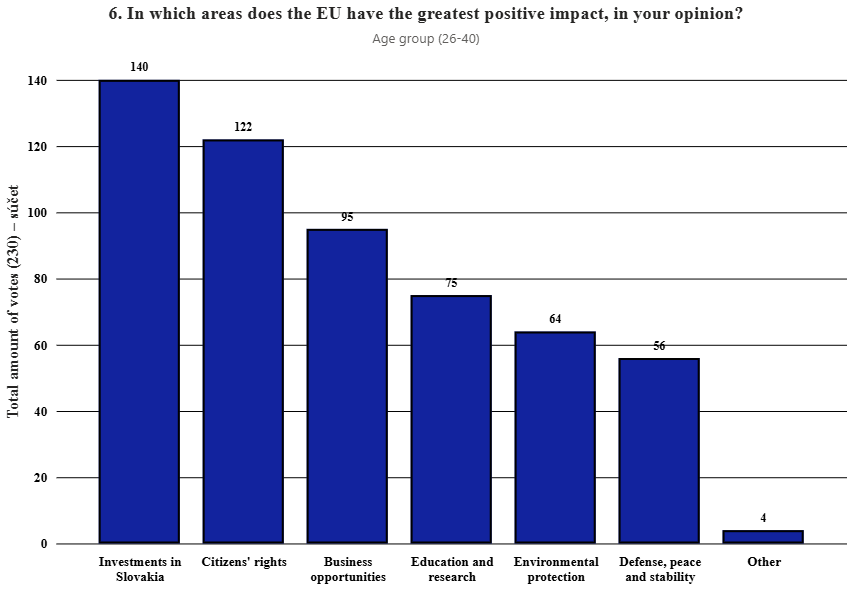 6. In which areas does the EU have the greatest positive impact, in your opinion?
Age group (26-40)
Total amount of votes (230) – súčet
140
120
100
80
60
40
20
0
140
122
95
75
64
56
4
Investments in
Slovakia
Citizens' rights
Business
opportunities
Education and
research
Environmental
protection
Defense, peace
and stability
Other